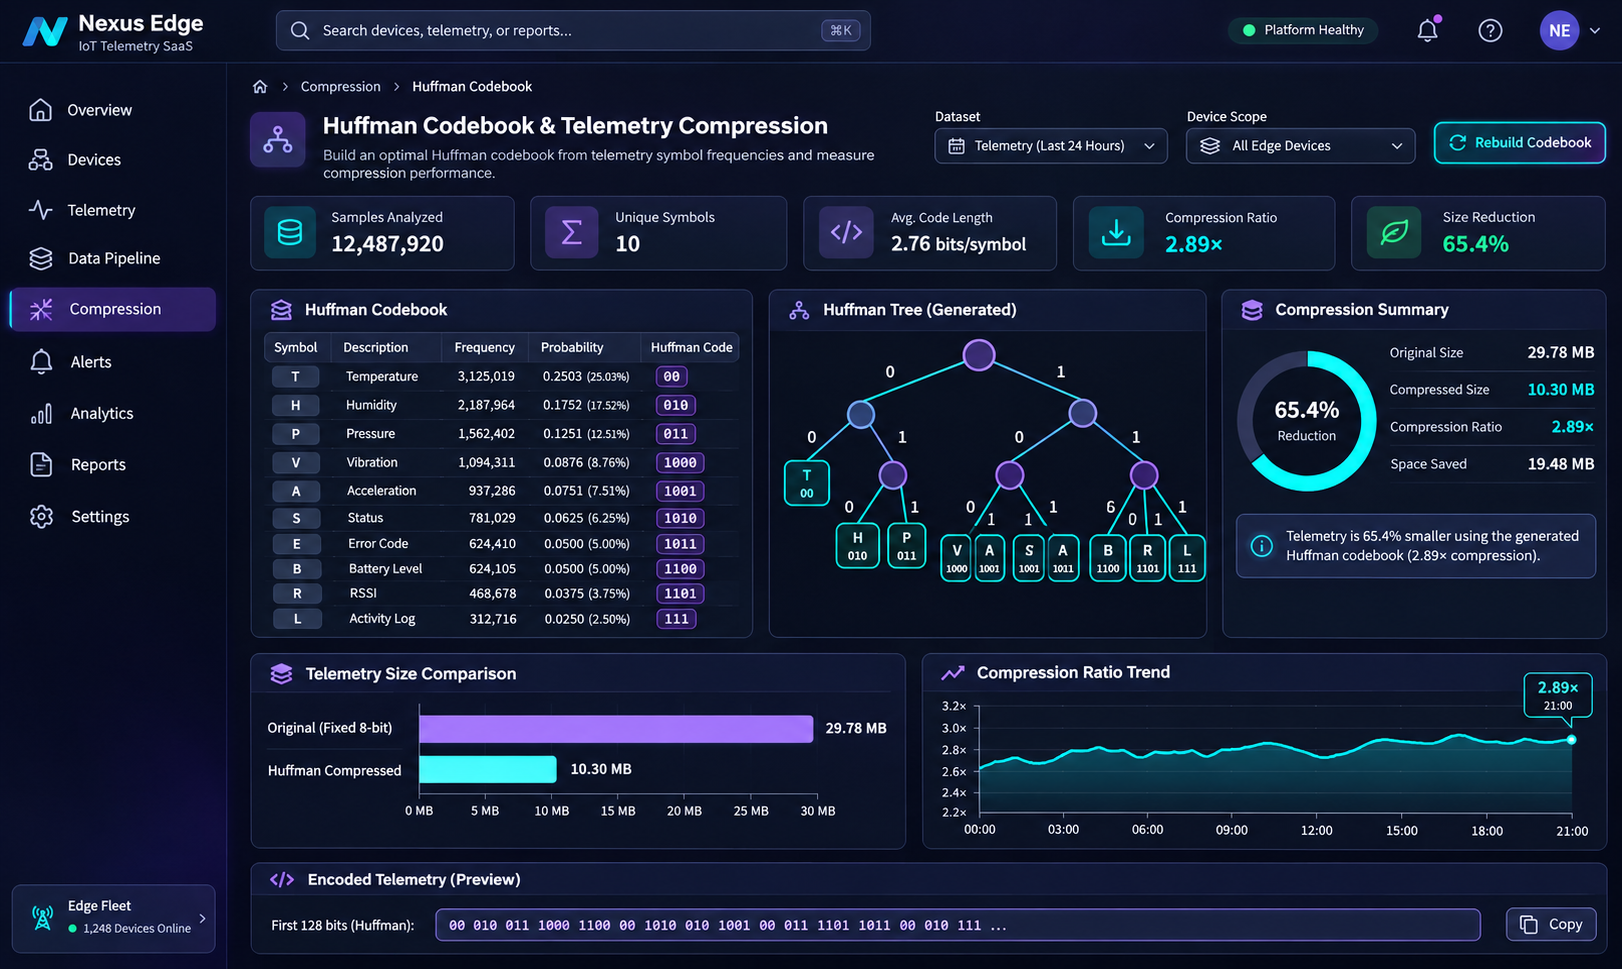 Nexus Edge
IoT Telemetry SaaS
Search devices, telemetry, or reports...
⌘K
Platform Healthy
NE
Overview
Devices
Telemetry
Data Pipeline
Compression
Alerts
Analytics
Reports
Settings
Edge Fleet
1,248 Devices Online
Compression > Huffman Codebook
Huffman Codebook & Telemetry Compression
Build an optimal Huffman codebook from telemetry symbol frequencies and measure
compression performance.
Dataset
Telemetry (Last 24 Hours)
Device Scope
All Edge Devices
Rebuild Codebook
Samples Analyzed
12,487,920
Unique Symbols
10
Avg. Code Length
2.76 bits/symbol
Compression Ratio
2.89×
Size Reduction
65.4%
Huffman Codebook
Symbol Description Frequency Probability Huffman Code
T Temperature 3,125,019 0.2503 (25.03%) 00
H Humidity 2,187,964 0.1752 (17.52%) 010
P Pressure 1,562,402 0.1251 (12.51%) 011
V Vibration 1,094,311 0.0876 (8.76%) 1000
A Acceleration 937,286 0.0751 (7.51%) 1001
S Status 781,029 0.0625 (6.25%) 1010
E Error Code 624,410 0.0500 (5.00%) 1011
B Battery Level 624,105 0.0500 (5.00%) 1100
R RSSI 468,678 0.0375 (3.75%) 1101
L Activity Log 312,716 0.0250 (2.50%) 111
Huffman Tree (Generated)
0 1
0 1 0 1
T
00
0 1 0 1 1 1 6 0 1 1
H P V A S A B R L
010 011 1000 1001 1001 1011 1100 1101 111
Compression Summary
65.4%
Reduction
Original Size 29.78 MB
Compressed Size 10.30 MB
Compression Ratio 2.89×
Space Saved 19.48 MB
Telemetry is 65.4% smaller using the generated
Huffman codebook (2.89× compression).
Telemetry Size Comparison
Original (Fixed 8-bit) 29.78 MB
Huffman Compressed 10.30 MB
0 MB 5 MB 10 MB 15 MB 20 MB 25 MB 30 MB
Compression Ratio Trend
2.89×
21:00
3.2×
3.0×
2.8×
2.6×
2.4×
2.2×
00:00 03:00 06:00 09:00 12:00 15:00 18:00 21:00
Encoded Telemetry (Preview)
First 128 bits (Huffman): 00 010 011 1000 1100 00 1010 010 1001 00 011 1101 1011 00 010 111 ...
Copy